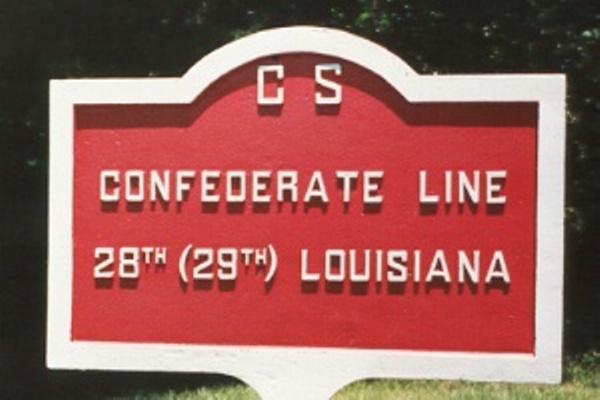 C S
CONFEDERATE LINE
28TH (29TH) LOUISIANA